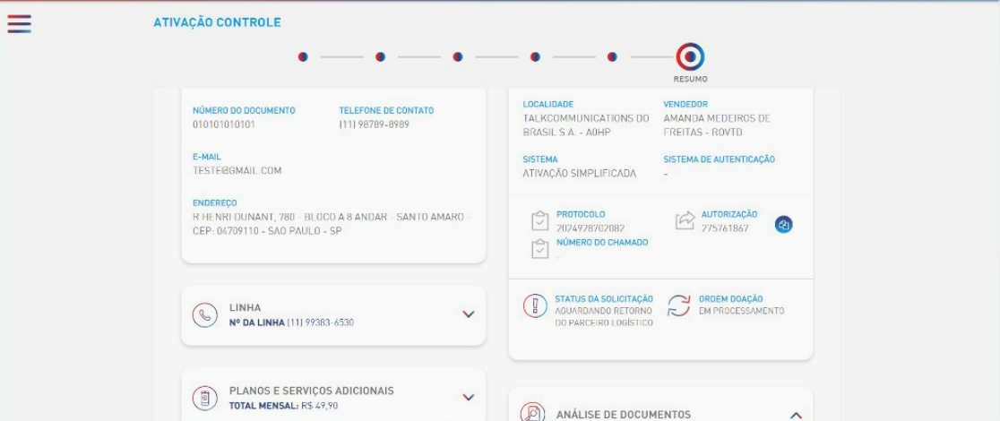 ATIVAÇÃO CONTROLE
RESUMO
NÚMERO DO DOCUMENTO
010101010101
TELEFONE DE CONTATO
(11) 98789-8989
E-MAIL
TESTE@GMAIL.COM
ENDEREÇO
R HENRI DUNANT, 780 - BLOCO A 8 ANDAR - SANTO AMARO -
CEP: 04709110 - SAO PAULO - SP
LINHA
Nº DA LINHA (11) 99383-6530
PLANOS E SERVIÇOS ADICIONAIS
TOTAL MENSAL: R$ 49,90
LOCALIDADE
TALKCOMMUNICATIONS DO
BRASIL S.A. - A0HP
VENDEDOR
AMANDA MEDEIROS DE
FREITAS - ROVTD
SISTEMA
ATIVAÇÃO SIMPLIFICADA
SISTEMA DE AUTENTICAÇÃO
-
PROTOCOLO
2024928702082
AUTORIZAÇÃO
275761867
NÚMERO DO CHAMADO
-
STATUS DA SOLICITAÇÃO
AGUARDANDO RETORNO
DO PARCEIRO LOGÍSTICO
ORDEM DOAÇÃO
EM PROCESSAMENTO
ANÁLISE DE DOCUMENTOS